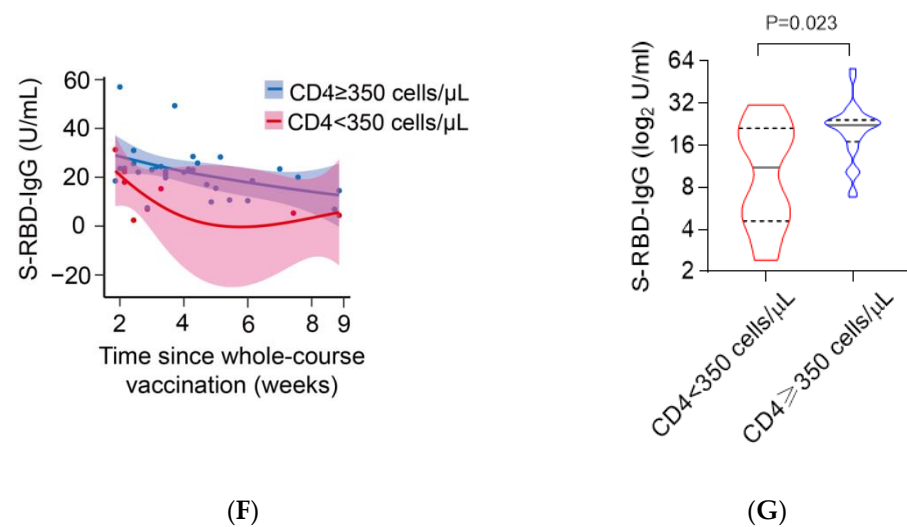 60
40
20
0
−20
S-RBD-IgG (U/mL)
CD4≥350 cells/μL
CD4<350 cells/μL
2 4 6 8 9
Time since whole-course
vaccination (weeks)
(F)
P=0.023
64
32
16
8
4
2
S-RBD-IgG (log₂ U/ml)
CD4<350 cells/μL
CD4⩾350 cells/μL
(G)